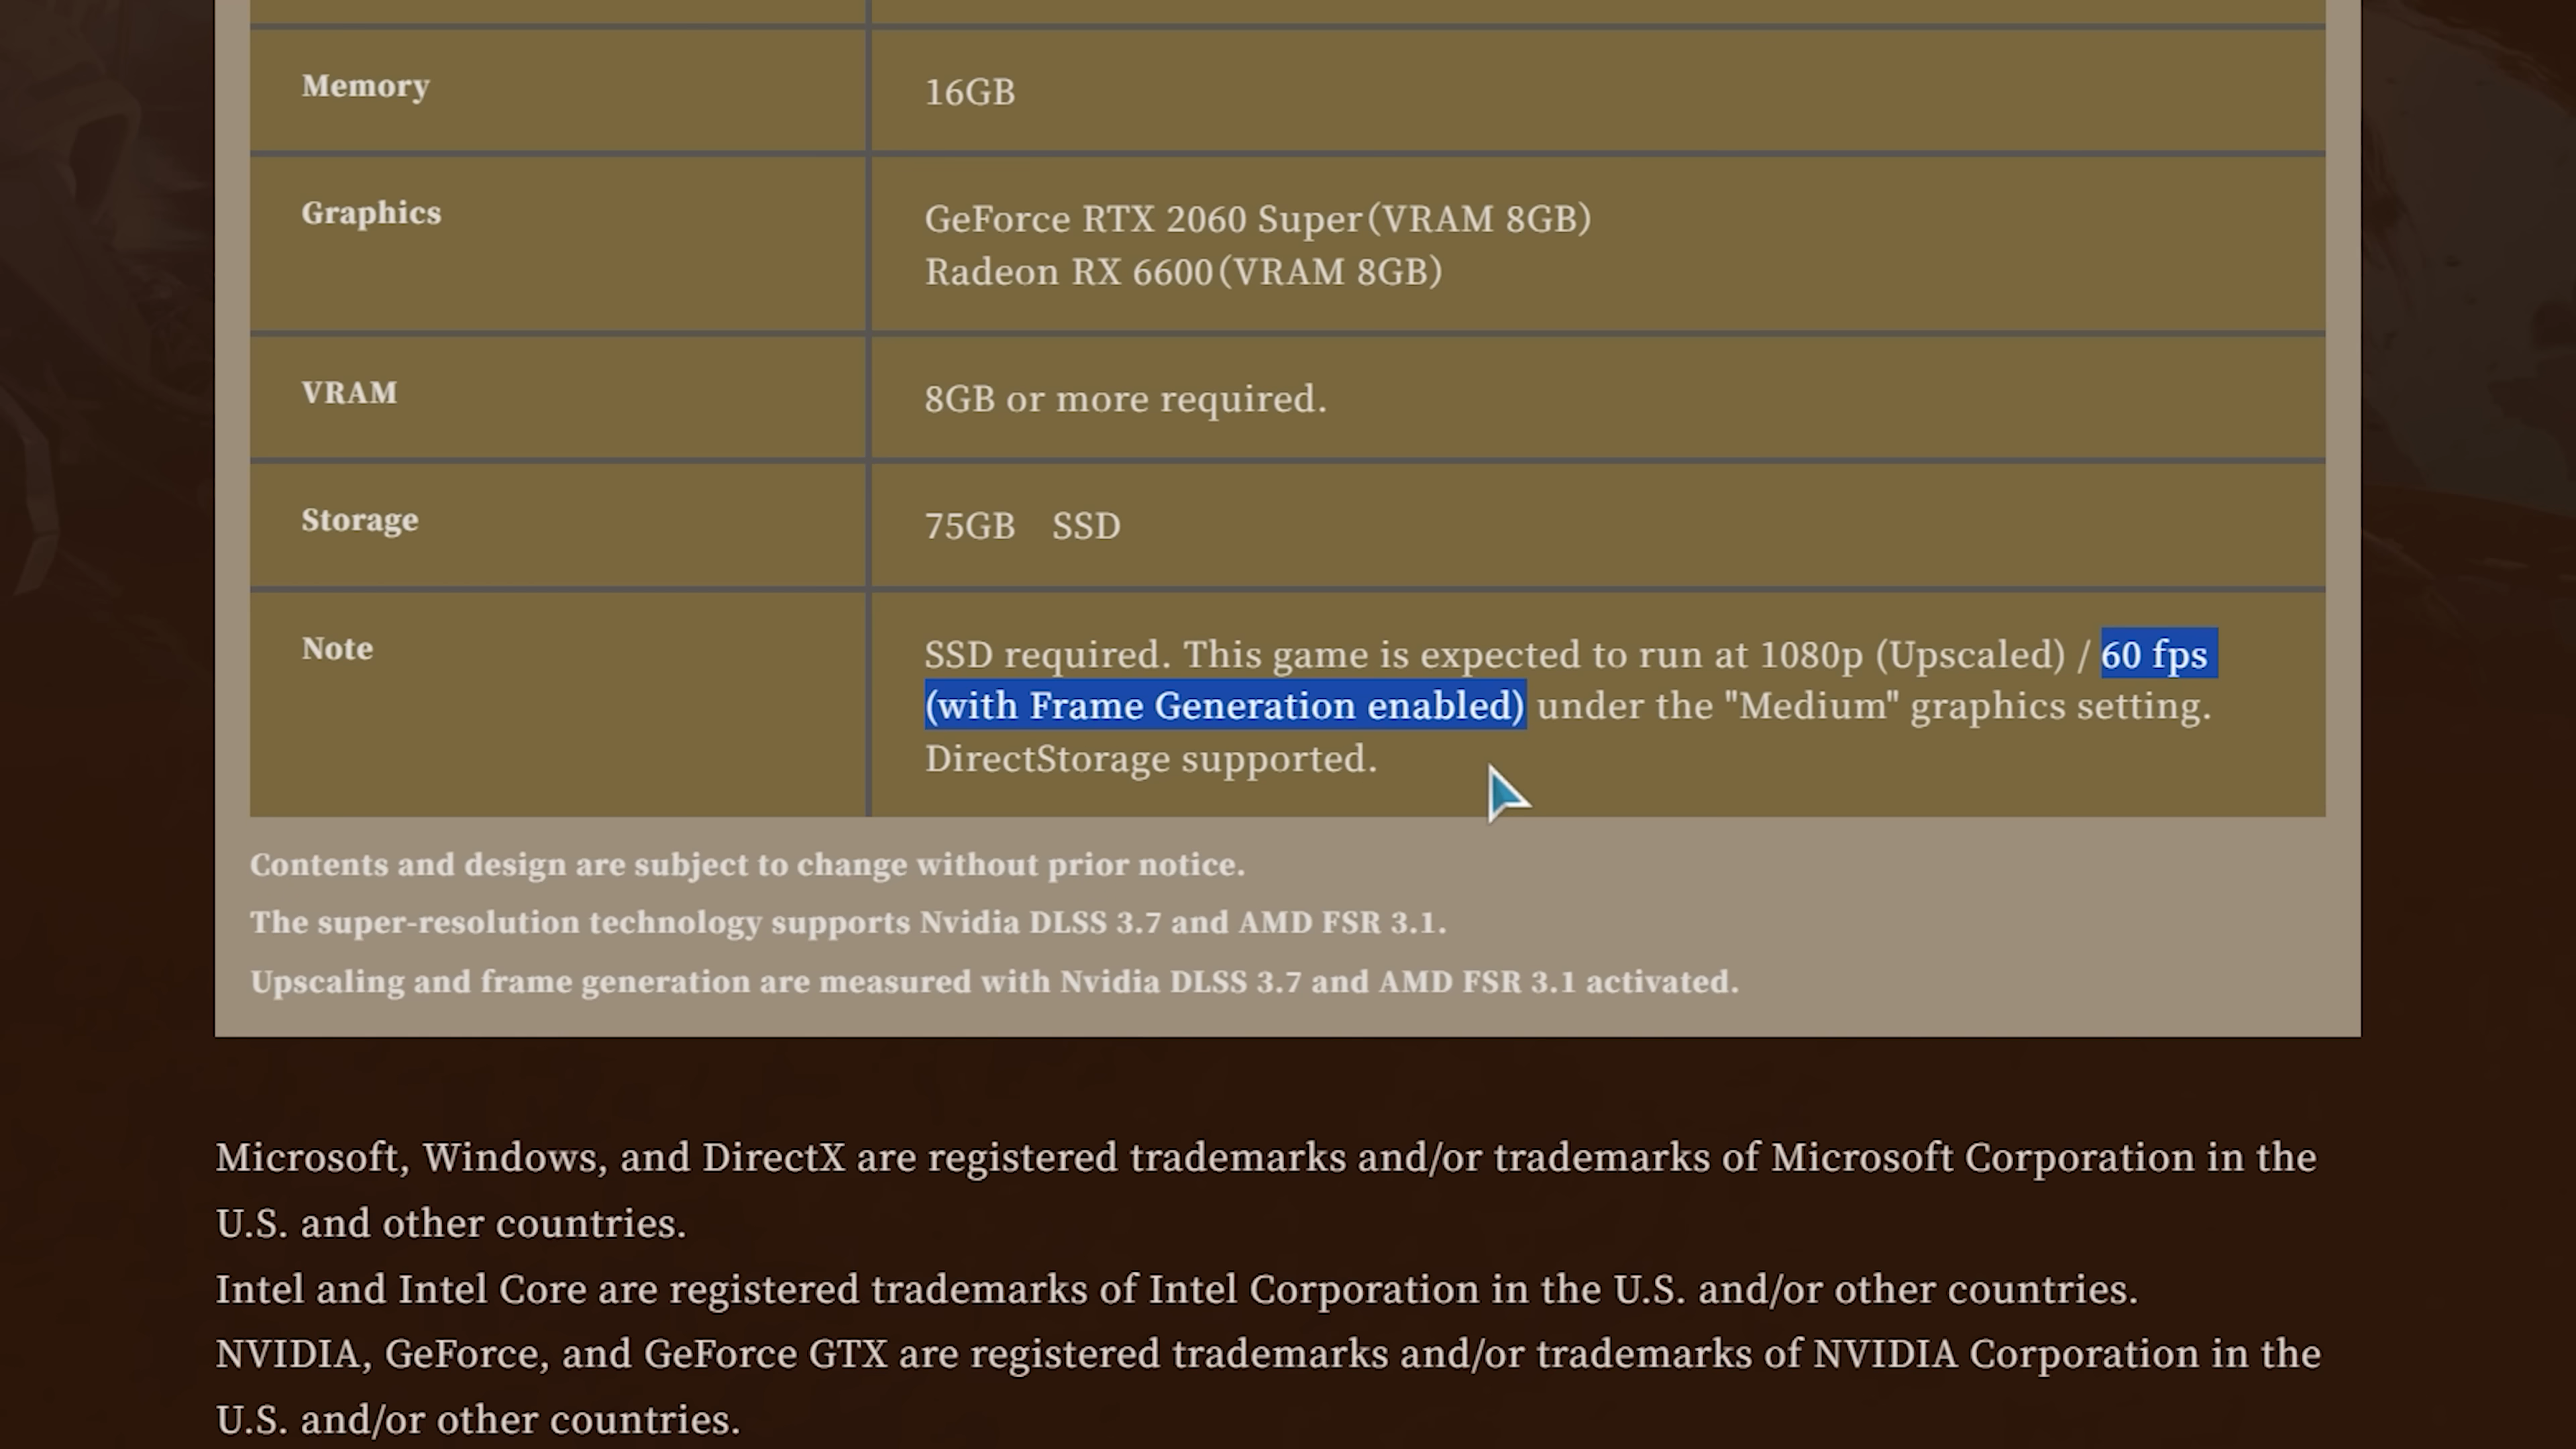 Memory
16GB
Graphics
GeForce RTX 2060 Super(VRAM 8GB)
Radeon RX 6600(VRAM 8GB)
VRAM
8GB or more required.
Storage
75GB　SSD
Note
SSD required. This game is expected to run at 1080p (Upscaled) / 60 fps
(with Frame Generation enabled) under the "Medium" graphics setting.
DirectStorage supported.
Contents and design are subject to change without prior notice.
The super-resolution technology supports Nvidia DLSS 3.7 and AMD FSR 3.1.
Upscaling and frame generation are measured with Nvidia DLSS 3.7 and AMD FSR 3.1 activated.
Microsoft, Windows, and DirectX are registered trademarks and/or trademarks of Microsoft Corporation in the
U.S. and other countries.
Intel and Intel Core are registered trademarks of Intel Corporation in the U.S. and/or other countries.
NVIDIA, GeForce, and GeForce GTX are registered trademarks and/or trademarks of NVIDIA Corporation in the
U.S. and/or other countries.